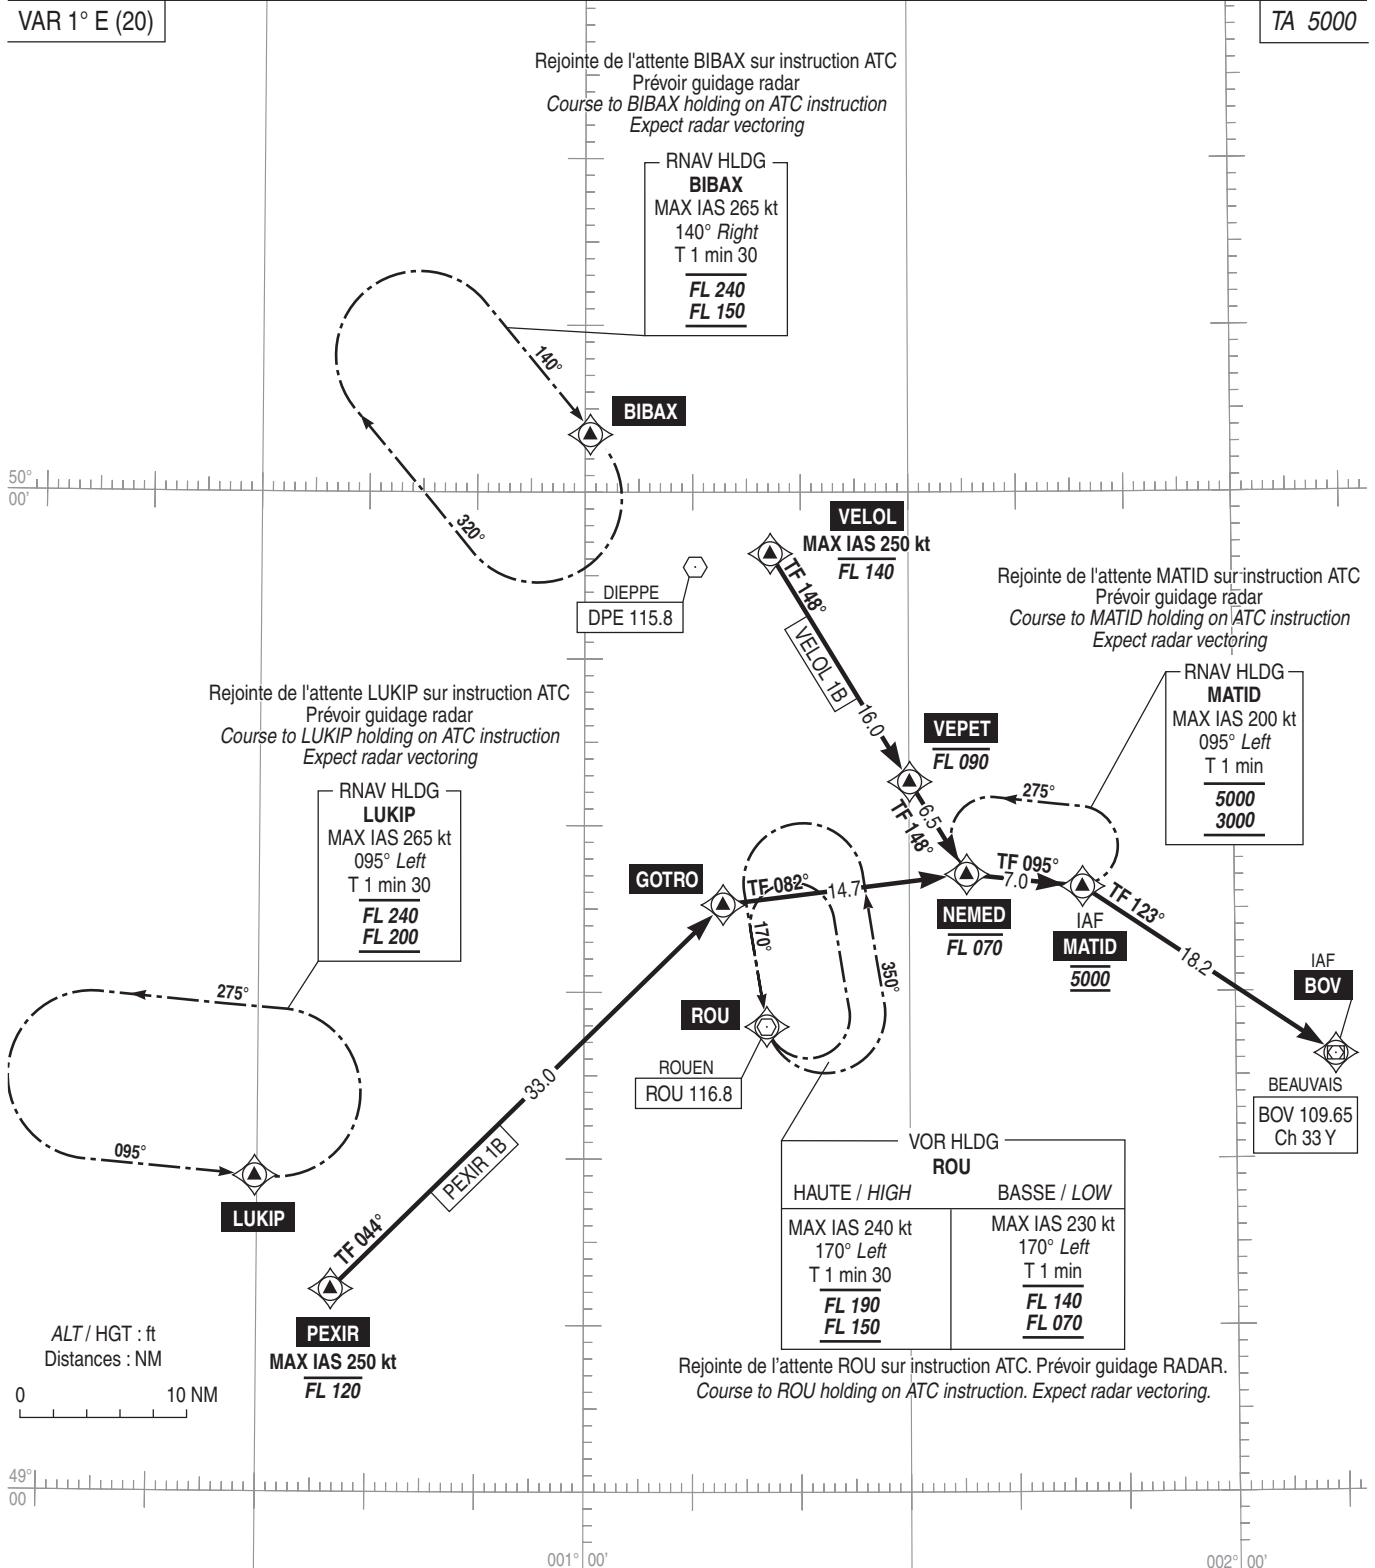 VAR 1° E (20)
TA 5000
Rejointe de l'attente BIBAX sur instruction ATC
Prévoir guidage radar
Course to BIBAX holding on ATC instruction
Expect radar vectoring
RNAV HLDG
BIBAX
MAX IAS 265 kt
140° Right
T 1 min 30
FL 240
FL 150
140°
BIBAX
320°
50°
00'
VELOL
MAX IAS 250 kt
FL 140
TF 148°
VELOL 1B
16.0
DIEPPE
DPE 115.8
Rejointe de l'attente MATID sur instruction ATC
Prévoir guidage radar
Course to MATID holding on ATC instruction
Expect radar vectoring
RNAV HLDG
MATID
MAX IAS 200 kt
095° Left
T 1 min
5000
3000
Rejointe de l'attente LUKIP sur instruction ATC
Prévoir guidage radar
Course to LUKIP holding on ATC instruction
Expect radar vectoring
RNAV HLDG
LUKIP
MAX IAS 265 kt
095° Left
T 1 min 30
FL 240
FL 200
VEPET
FL 090
6.5
TF 148°
275°
GOTRO
TF 082°
14.7
TF 095°
7.0
NEMED
FL 070
IAF
MATID
5000
TF 123°
18.2
IAF
BOV
170°
350°
ROU
ROUEN
ROU 116.8
BEAUVAIS
BOV 109.65
Ch 33 Y
275°
095°
LUKIP
33.0
PEXIR 1B
TF 044°
PEXIR
MAX IAS 250 kt
FL 120
VOR HLDG
ROU
HAUTE / HIGH
BASSE / LOW
MAX IAS 240 kt
170° Left
T 1 min 30
FL 190
FL 150
MAX IAS 230 kt
170° Left
T 1 min
FL 140
FL 070
Rejointe de l'attente ROU sur instruction ATC. Prévoir guidage RADAR.
Course to ROU holding on ATC instruction. Expect radar vectoring.
ALT / HGT : ft
Distances : NM
0 10 NM
49°
00
001° 00'
002° 00'